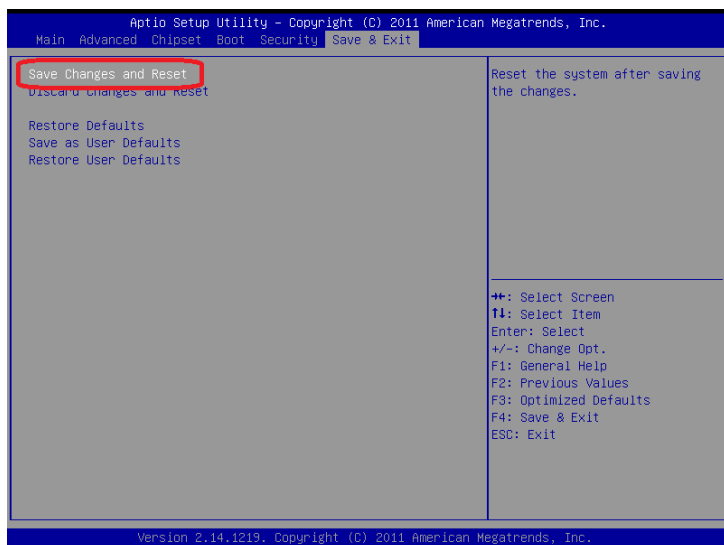 Aptio Setup Utility – Copyright (C) 2011 American Megatrends, Inc.
Main Advanced Chipset Boot Security Save & Exit
Save Changes and Reset
Discard Changes and Reset
Restore Defaults
Save as User Defaults
Restore User Defaults
Reset the system after saving
the changes.
→←: Select Screen
↑↓: Select Item
Enter: Select
+/-: Change Opt.
F1: General Help
F2: Previous Values
F3: Optimized Defaults
F4: Save & Exit
ESC: Exit
Version 2.14.1219. Copyright (C) 2011 American Megatrends, Inc.